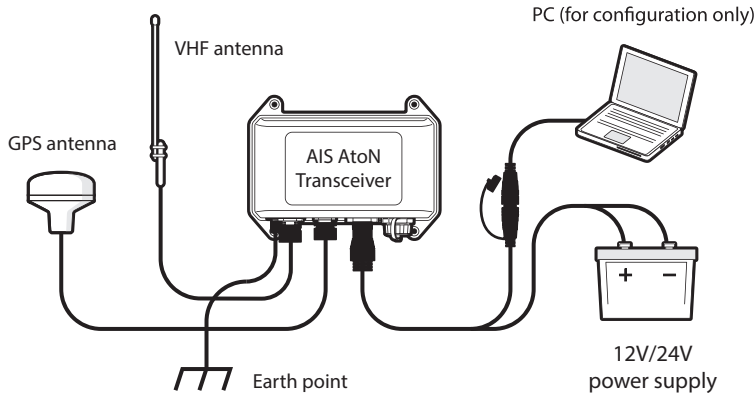 PC (for configuration only)
VHF antenna
GPS antenna
AIS AtoN
Transceiver
+ −
12V/24V
power supply
Earth point